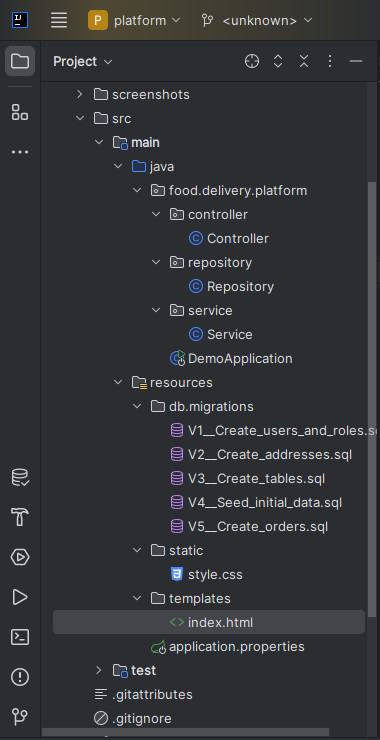 IJ P platform <unknown>
Project
screenshots
src
main
java
food.delivery.platform
controller
C Controller
repository
C Repository
service
C Service
C DemoApplication
resources
db.migrations
V1__Create_users_and_roles.s
V2__Create_addresses.sql
V3__Create_tables.sql
V4__Seed_initial_data.sql
V5__Create_orders.sql
static
style.css
templates
<> index.html
application.properties
test
.gitattributes
.gitignore